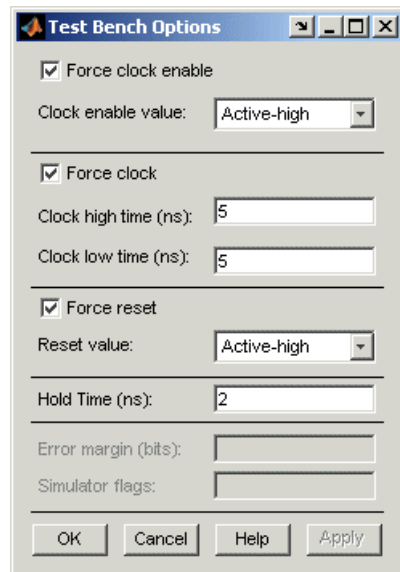 Test Bench Options
Force clock enable
Clock enable value: Active-high
Force clock
Clock high time (ns): 5
Clock low time (ns): 5
Force reset
Reset value: Active-high
Hold Time (ns): 2
Error margin (bits):
Simulator flags:
OK Cancel Help Apply